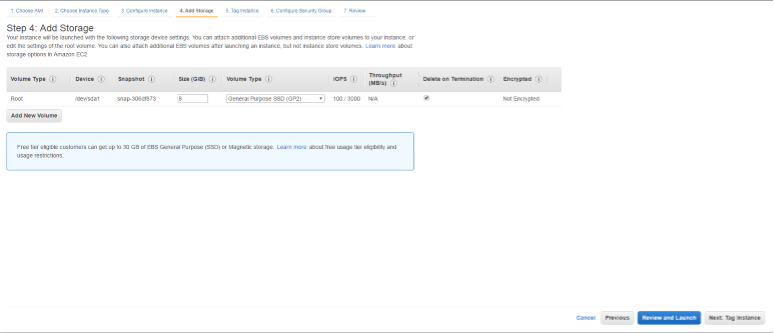 1. Choose AMI 2. Choose Instance Type 3. Configure Instance 4. Add Storage 5. Tag Instance 6. Configure Security Group 7. Review
Step 4: Add Storage
Your instance will be launched with the following storage device settings. You can attach additional EBS volumes and instance store volumes to your instance, or
edit the settings of the root volume. You can also attach additional EBS volumes after launching an instance, but not instance store volumes. Learn more about
storage options in Amazon EC2.
Volume Type Device Snapshot Size (GiB) Volume Type IOPS Throughput (MB/s) Delete on Termination Encrypted
Root /dev/sda1 snap-306df873 8 General Purpose SSD (GP2) 100 / 3000 N/A Not Encrypted
Add New Volume
Free tier eligible customers can get up to 30 GB of EBS General Purpose (SSD) or Magnetic storage. Learn more about free usage tier eligibility and
usage restrictions.
Cancel Previous Review and Launch Next: Tag Instance